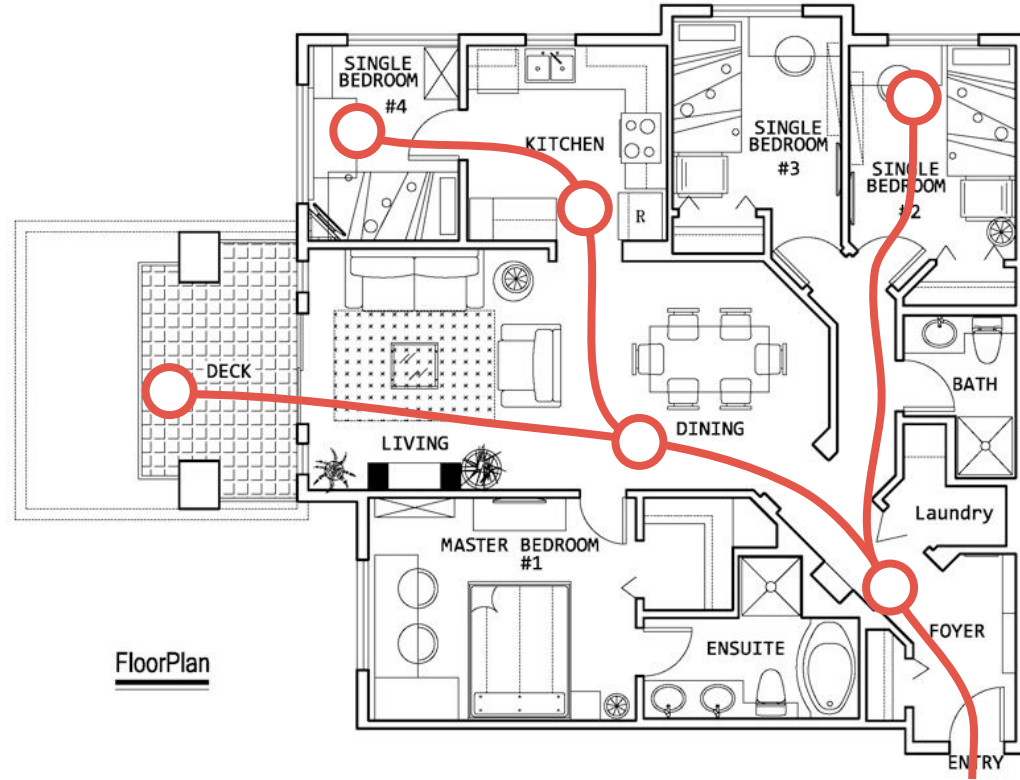 SINGLE
BEDROOM
#4
KITCHEN
R
SINGLE
BEDROOM
#3
SINGLE
BEDROOM
#2
DECK
BATH
DINING
LIVING
Laundry
MASTER BEDROOM
#1
ENSUITE
FOYER
FloorPlan
ENTRY